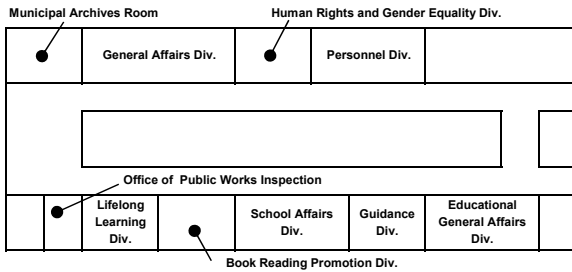 Municipal Archives Room
Human Rights and Gender Equality Div.
General Affairs Div.
Personnel Div.
Office of Public Works Inspection
Lifelong
Learning
Div.
School Affairs
Div.
Guidance
Div.
Educational
General Affairs
Div.
Book Reading Promotion Div.